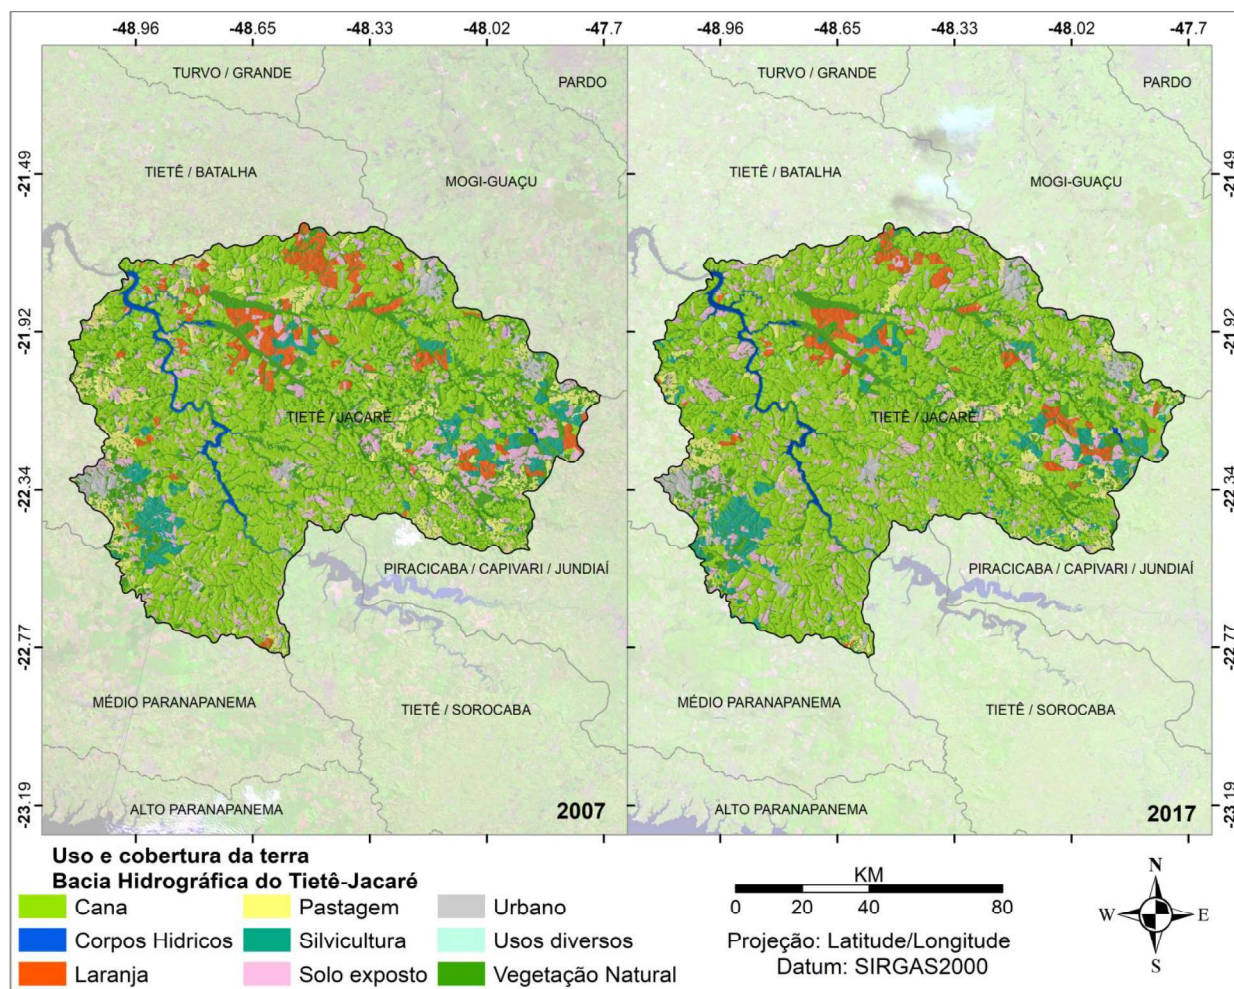 -48.96 -48.65 -48.33 -48.02 -47.7 -48.96 -48.65 -48.33 -48.02 -47.7
TURVO / GRANDE
PARDO
TURVO / GRANDE
PARDO
-21.49
TIETÊ / BATALHA
MOGI-GUAÇU
TIETÊ / BATALHA
MOGI-GUAÇU
-21.49
-21.92
-21.92
TIETÊ / JACARÉ
TIETÊ / JACARÉ
-22.34
-22.34
PIRACICABA / CAPIVARI / JUNDIAÍ
PIRACICABA / CAPIVARI / JUNDIAÍ
-22.77
-22.77
MÉDIO PARANAPANEMA
TIETÊ / SOROCABA
MÉDIO PARANAPANEMA
TIETÊ / SOROCABA
-23.19
ALTO PARANAPANEMA
2007
ALTO PARANAPANEMA
2017
-23.19
Uso e cobertura da terra
Bacia Hidrográfica do Tietê-Jacaré
Cana
Pastagem
Urbano
Corpos Hidricos
Silvicultura
Usos diversos
Laranja
Solo exposto
Vegetação Natural
KM
0 20 40 80
Projeção: Latitude/Longitude
Datum: SIRGAS2000
N
W E
S